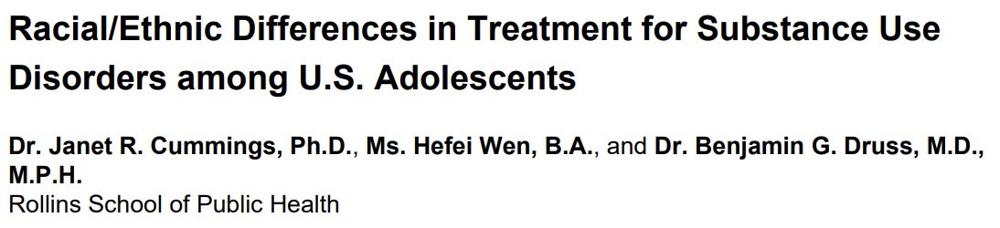 Racial/Ethnic Differences in Treatment for Substance Use
Disorders among U.S. Adolescents
Dr. Janet R. Cummings, Ph.D., Ms. Hefei Wen, B.A., and Dr. Benjamin G. Druss, M.D.,
M.P.H.
Rollins School of Public Health